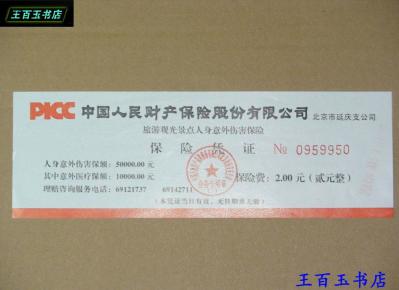 王百玉书店
PICC 中国人民财产保险股份有限公司 北京市延庆支公司
旅游观光景点人身意外伤害保险
保险凭证 No 0959950
人身意外伤害保额：50000.00 元
其中意外医疗保额：10000.00 元 保险费：2.00 元（贰元整）
理赔咨询服务电话：69121737 69142711
（本凭证当日有效，无挂期章无效）
王百玉书店